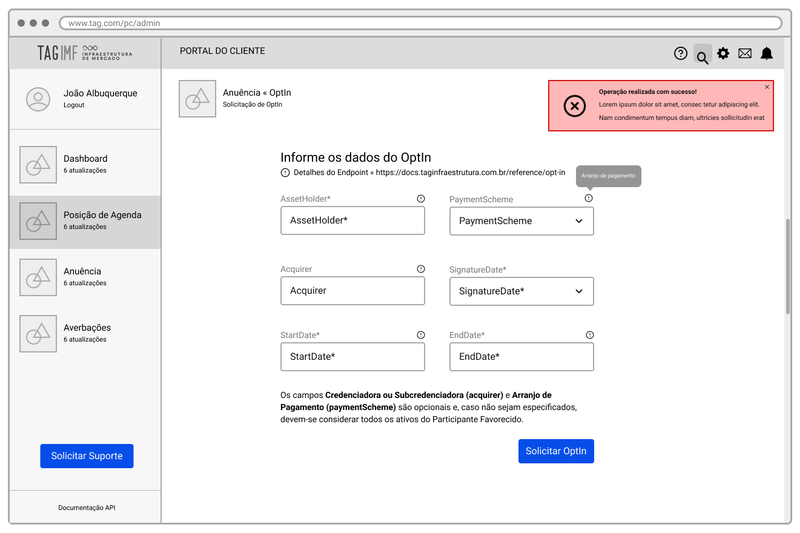 www.tag.com/pc/admin
TAG IMF INFRAESTRUTURA
DE MERCADO
PORTAL DO CLIENTE
João Albuquerque
Logout
Dashboard
6 atualizações
Posição de Agenda
6 atualizações
Anuência
6 atualizações
Averbações
6 atualizações
Solicitar Suporte
Documentação API
Anuência « OptIn
Solicitação de OptIn
Operação realizada com sucesso!
Lorem ipsum dolor sit amet, consec tetur adipiscing elit.
Nam condimentum tempus diam, ultricies sollicitudin erat
Informe os dados do OptIn
Detalhes do Endpoint « https://docs.taginfraestrutura.com.br/reference/opt-in
Arranjo de pagamento
AssetHolder*
AssetHolder*
PaymentScheme
PaymentScheme
Acquirer
Acquirer
SignatureDate*
SignatureDate*
StartDate*
StartDate*
EndDate*
EndDate*
Os campos Credenciadora ou Subcredenciadora (acquirer) e Arranjo de
Pagamento (paymentScheme) são opcionais e, caso não sejam especificados,
devem-se considerar todos os ativos do Participante Favorecido.
Solicitar OptIn